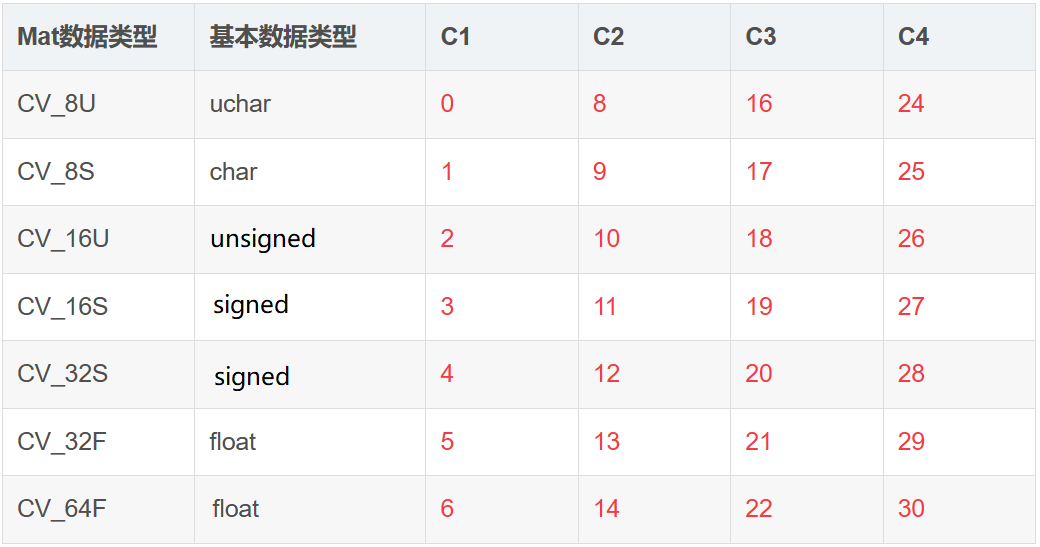 Mat数据类型 基本数据类型 C1 C2 C3 C4
CV_8U uchar 0 8 16 24
CV_8S char 1 9 17 25
CV_16U unsigned 2 10 18 26
CV_16S signed 3 11 19 27
CV_32S signed 4 12 20 28
CV_32F float 5 13 21 29
CV_64F float 6 14 22 30